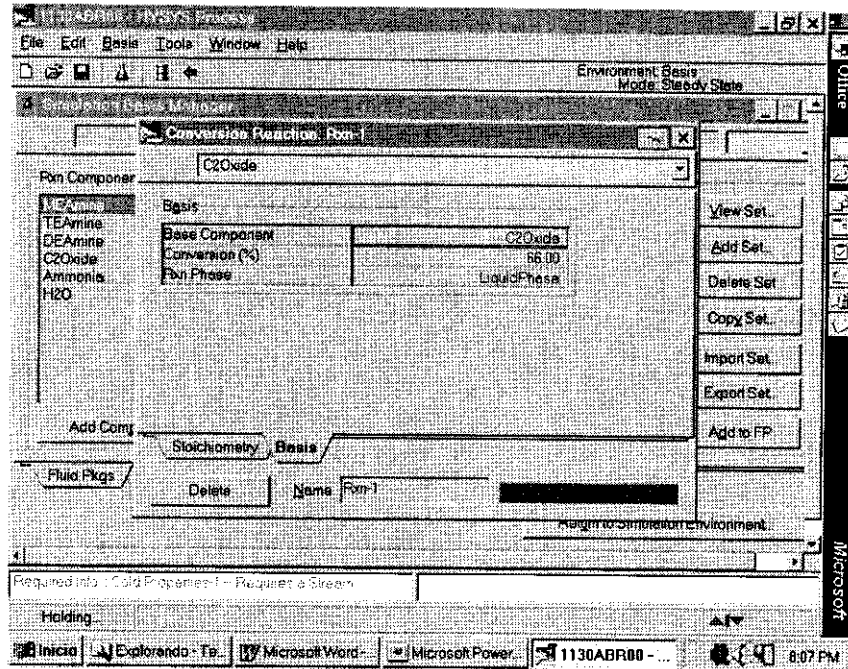 1130ABR00 - HYSYS.Process
File Edit Basis Tools Window Help
Environment: Basis
Mode: Steady State
Simulation Basis Manager
Conversion Reaction: Rxn-1
C2Oxide
Rxn Componen
MEAmine
TEAmine
DEAmine
C2Oxide
Ammonia
H2O
Basis
Base Component C2Oxide
Conversion (%) 66.00
Rxn Phase LiquidPhase
View Set...
Add Set...
Delete Set
Copy Set...
Import Set...
Export Set...
Add to FP
Add Comp
Stoichiometry Basis
Fluid Pkgs
Delete Name Rxn-1
Return to Simulation Environment...
Required Info : Cold Properties-1 -- Requires a Stream
Holding...
Inicio Explorando - Te... Microsoft Word - ... Microsoft Power... 1130ABR00 - ... 8:07 PM
Office
Microsoft